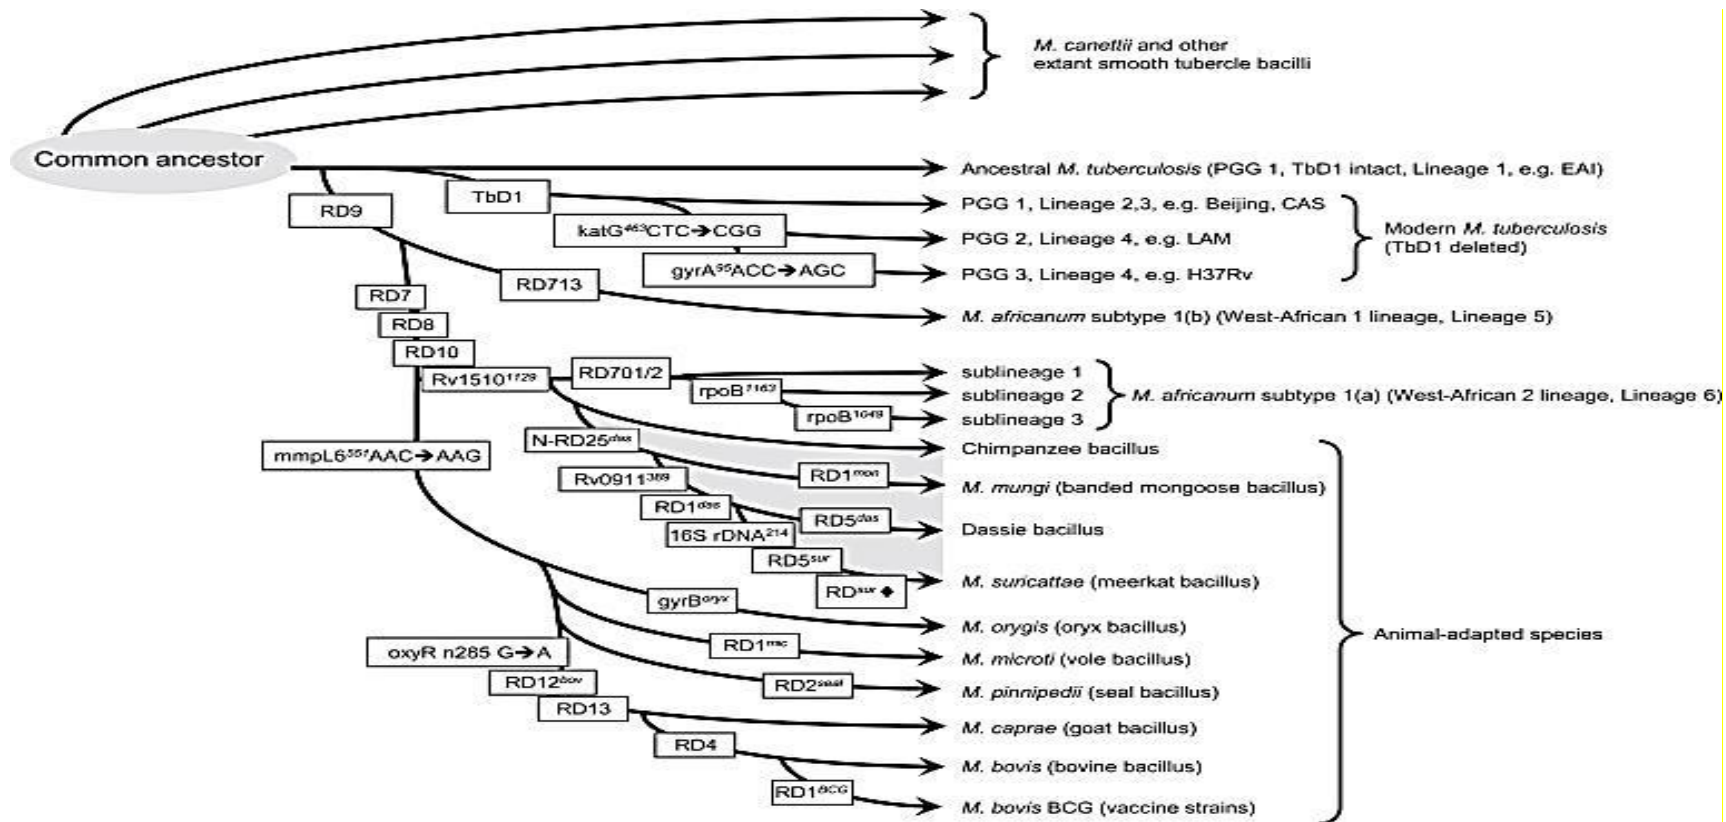 M. canettii and other
extant smooth tubercle bacilli
Common ancestor
Ancestral M. tuberculosis (PGG 1, TbD1 intact, Lineage 1, e.g. EAI)
RD9
TbD1
PGG 1, Lineage 2,3, e.g. Beijing, CAS
katG⁴⁶³CTC➔CGG
PGG 2, Lineage 4, e.g. LAM
Modern M. tuberculosis
(TbD1 deleted)
gyrA⁹⁵ACC➔AGC
PGG 3, Lineage 4, e.g. H37Rv
RD713
RD7
M. africanum subtype 1(b) (West-African 1 lineage, Lineage 5)
RD8
RD10
Rv1510¹¹²⁹
RD701/2
sublineage 1
rpoB¹¹⁶³
sublineage 2
M. africanum subtype 1(a) (West-African 2 lineage, Lineage 6)
rpoB¹⁰⁴⁹
sublineage 3
N-RD25ᵈᵃˢ
Chimpanzee bacillus
mmpL6⁵⁵¹AAC➔AAG
Rv0911³⁸⁹
RD1ᵐᵒⁿ
M. mungi (banded mongoose bacillus)
RD1ᵈᵃˢ
RD5ᵈᵃˢ
Dassie bacillus
16S rDNA²¹⁴
RD5ˢᵘʳ
RDˢᵘʳ ♦
M. suricattae (meerkat bacillus)
gyrBᵒʳʸˣ
M. orygis (oryx bacillus)
Animal-adapted species
oxyR n285 G➔A
RD1ᵐⁱᶜ
M. microti (vole bacillus)
RD12ᵇᵒᵛ
RD2ˢᵉᵃˡ
M. pinnipedii (seal bacillus)
RD13
M. caprae (goat bacillus)
RD4
M. bovis (bovine bacillus)
RD1ᴮᶜᴳ
M. bovis BCG (vaccine strains)